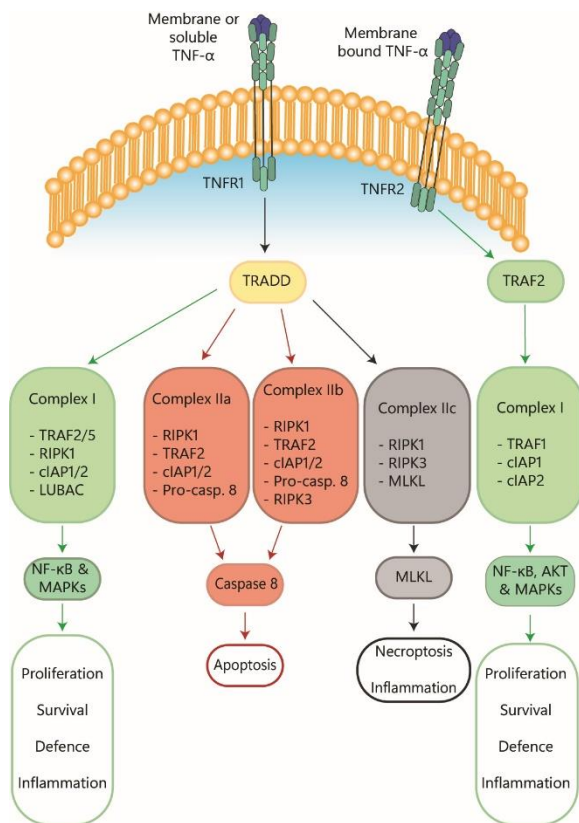 Membrane or
soluble
TNF-α
Membrane
bound TNF-α
TNFR1
TNFR2
TRADD
TRAF2
Complex I
- TRAF2/5
- RIPK1
- cIAP1/2
- LUBAC
Complex IIa
- RIPK1
- TRAF2
- cIAP1/2
- Pro-casp. 8
Complex IIb
- RIPK1
- TRAF2
- cIAP1/2
- Pro-casp. 8
- RIPK3
Complex IIc
- RIPK1
- RIPK3
- MLKL
Complex I
- TRAF1
- cIAP1
- cIAP2
NF-κB &
MAPKs
Caspase 8
MLKL
NF-κB, AKT
& MAPKs
Proliferation
Survival
Defence
Inflammation
Apoptosis
Necroptosis
Inflammation
Proliferation
Survival
Defence
Inflammation